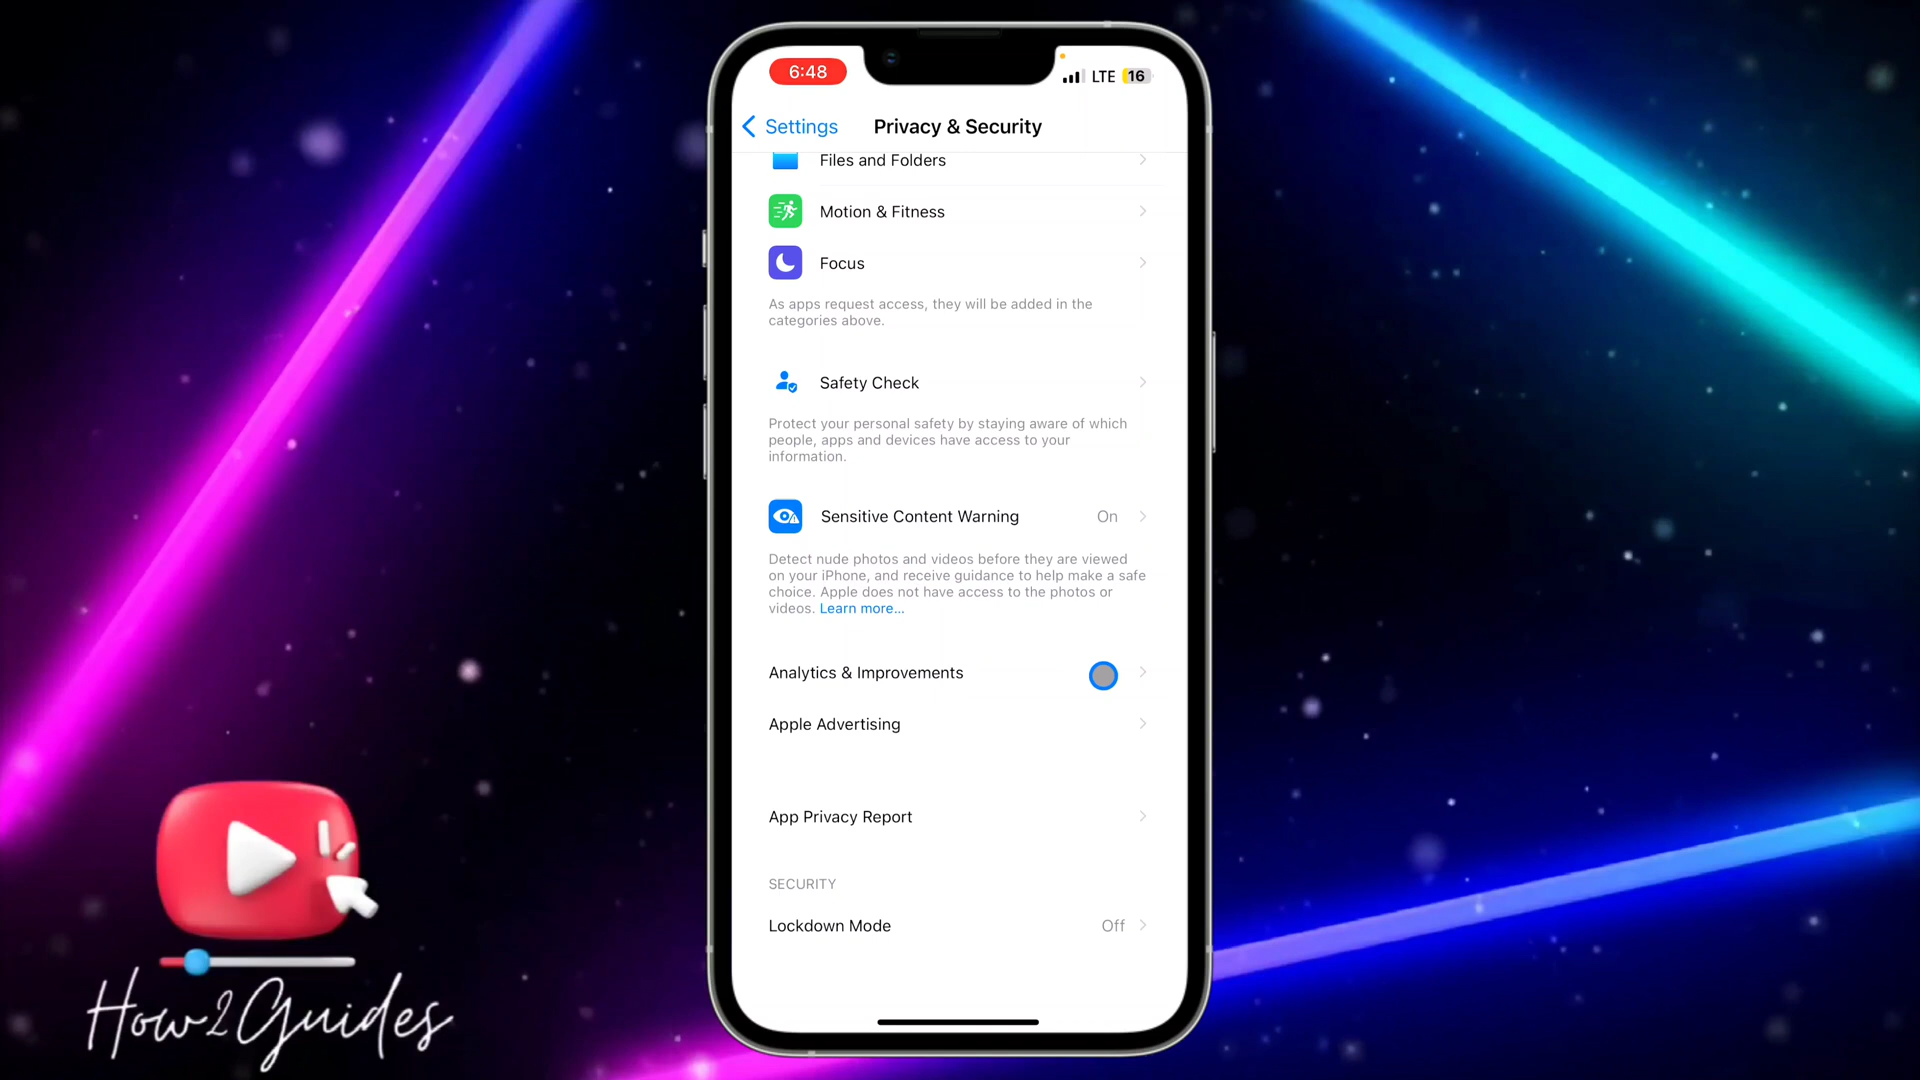 6:48
LTE 16
Settings
Privacy & Security
Files and Folders
Motion & Fitness
Focus
As apps request access, they will be added in the
categories above.
Safety Check
Protect your personal safety by staying aware of which
people, apps and devices have access to your
information.
Sensitive Content Warning On
Detect nude photos and videos before they are viewed
on your iPhone, and receive guidance to help make a safe
choice. Apple does not have access to the photos or
videos. Learn more...
Analytics & Improvements
Apple Advertising
App Privacy Report
SECURITY
Lockdown Mode Off
How2Guides